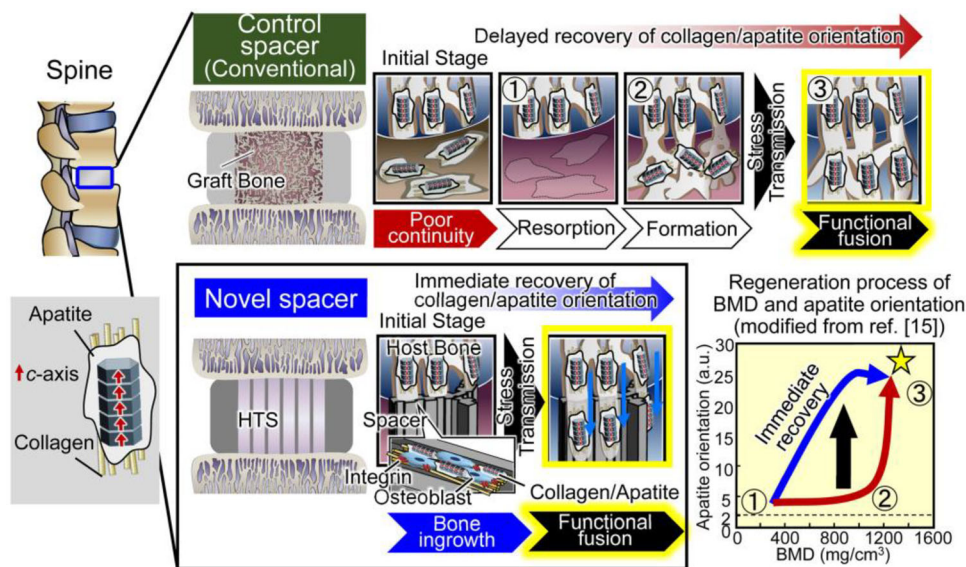 Spine
Control
spacer
(Conventional)
Delayed recovery of collagen/apatite orientation
Initial Stage
①
②
③
Stress
Transmission
Graft Bone
Poor
continuity
Resorption
Formation
Functional
fusion
Apatite
c-axis
Collagen
Novel spacer
Immediate recovery of
collagen/apatite orientation
Initial Stage
Host Bone
Stress
Transmission
HTS
Spacer
Integrin
Osteoblast
Collagen/Apatite
Bone
ingrowth
Functional
fusion
Regeneration process of
BMD and apatite orientation
(modified from ref. [15])
Apatite orientation (a.u.)
30
25
20
15
10
5
2
0
Immediate
recovery
①
②
③
0 400 800 1200 1600
BMD (mg/cm³)